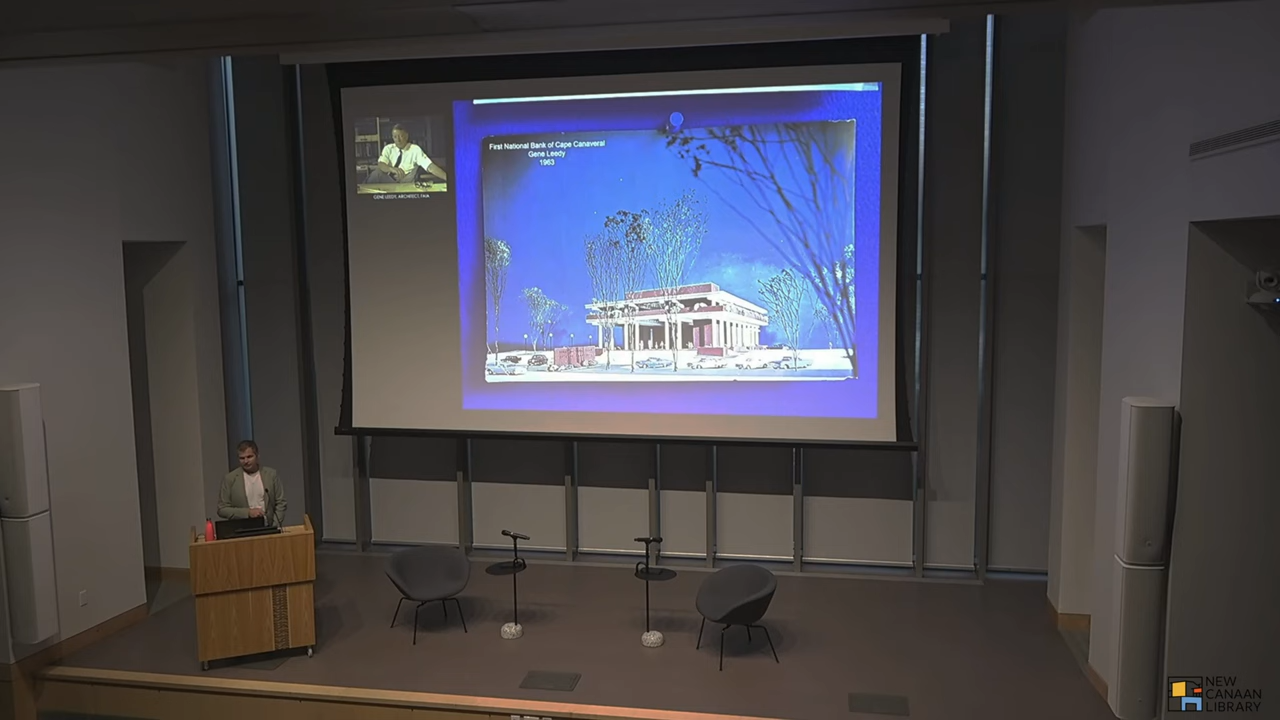 First National Bank of Cape Canaveral
Gene Leedy
1963
GENE LEEDY, ARCHITECT, FAIA
NEW
CANAAN
LIBRARY